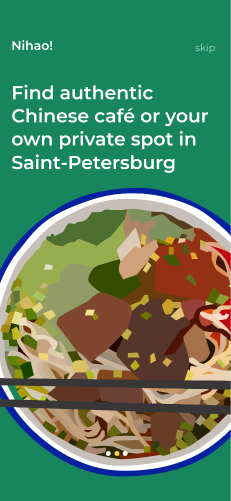 Nihao!
skip
Find authentic
Chinese café or your
own private spot in
Saint-Petersburg